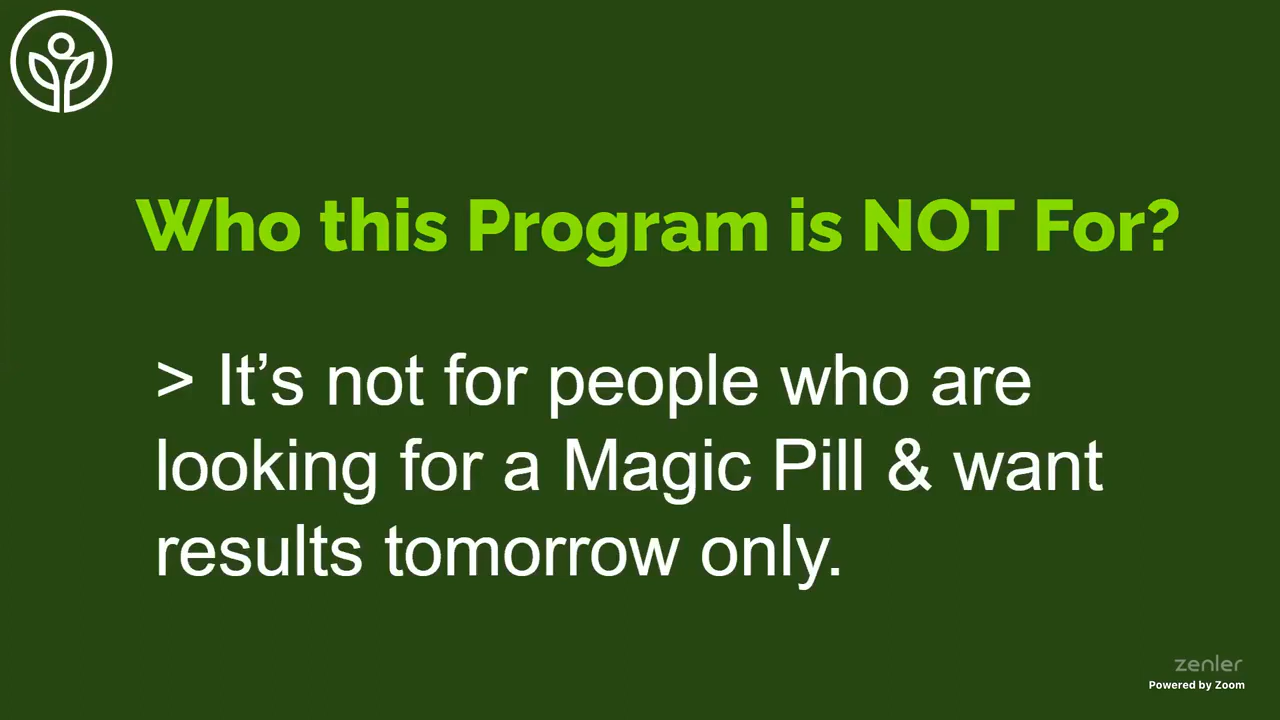 Who this Program is NOT For?
> It’s not for people who are
looking for a Magic Pill & want
results tomorrow only.
zenler
Powered by Zoom